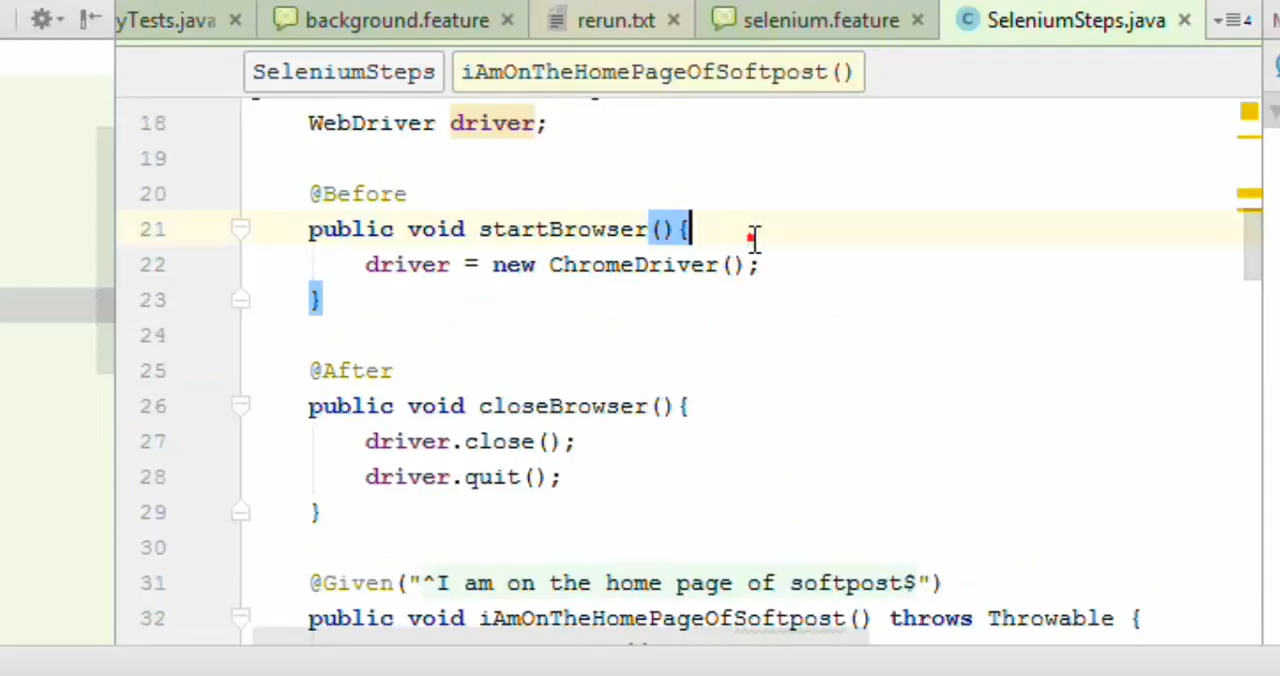 yTests.java background.feature rerun.txt selenium.feature SeleniumSteps.java 4
SeleniumSteps iAmOnTheHomePageOfSoftpost()
18 WebDriver driver;
19
20 @Before
21 public void startBrowser(){
22 driver = new ChromeDriver();
23 }
24
25 @After
26 public void closeBrowser(){
27 driver.close();
28 driver.quit();
29 }
30
31 @Given("^I am on the home page of softpost$")
32 public void iAmOnTheHomePageOfSoftpost() throws Throwable {